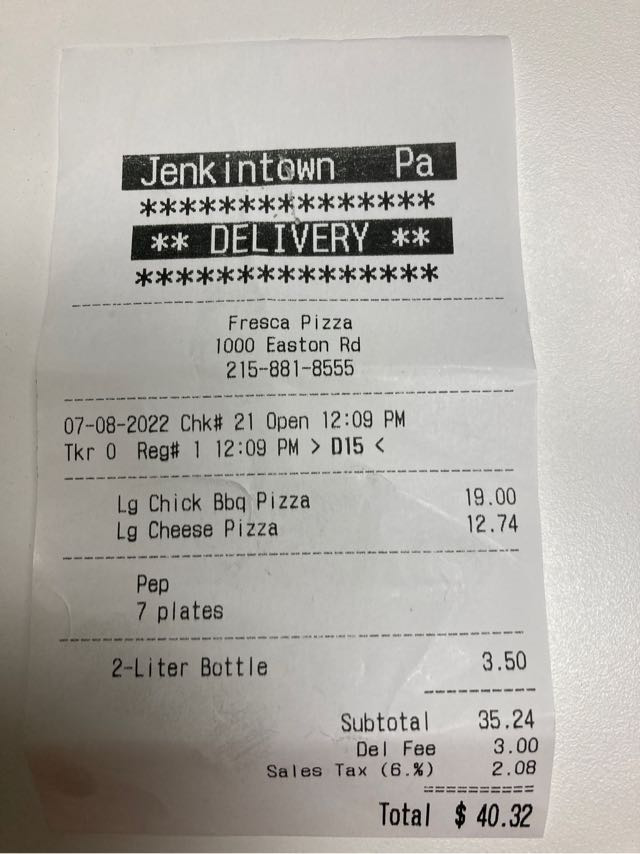 Jenkintown Pa
***************
** DELIVERY **
***************
Fresca Pizza
1000 Easton Rd
215-881-8555
07-08-2022 Chk# 21 Open 12:09 PM
Tkr 0 Reg# 1 12:09 PM > D15 <
Lg Chick Bbq Pizza 19.00
Lg Cheese Pizza 12.74
Pep
7 plates
2-Liter Bottle 3.50
Subtotal 35.24
Del Fee 3.00
Sales Tax (6.%) 2.08
Total $ 40.32